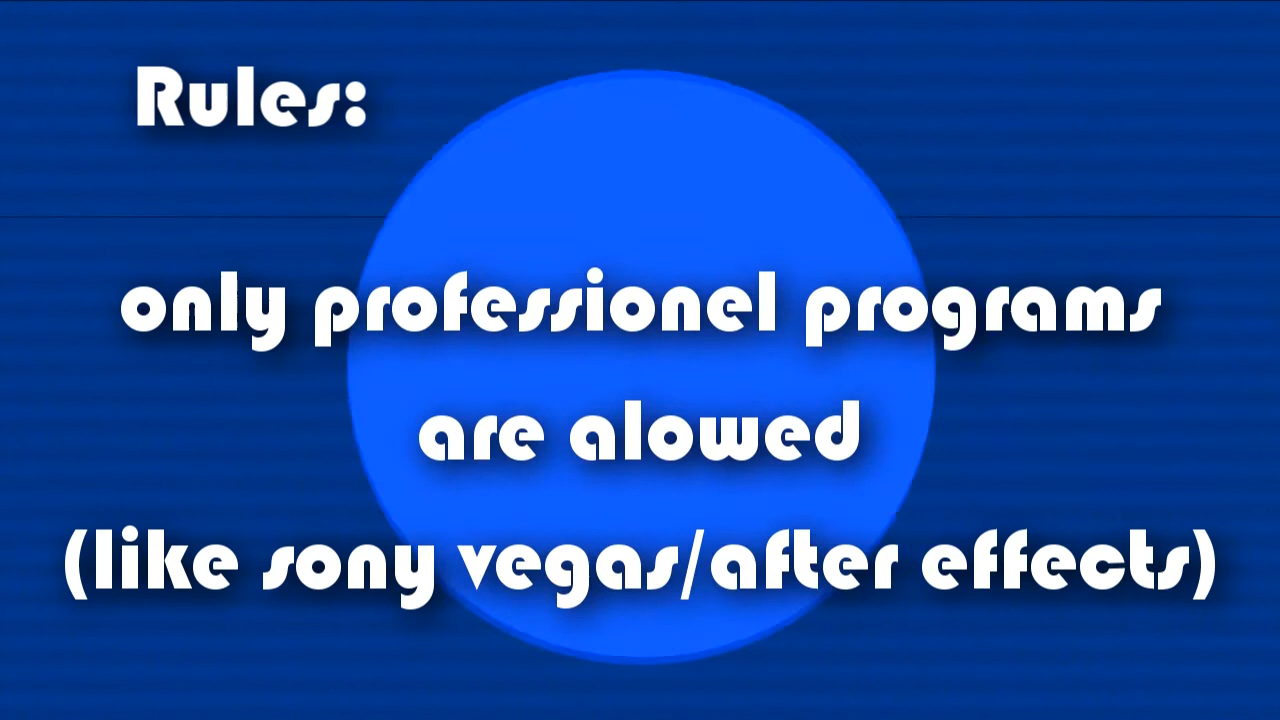 Rules:
only professionel programs
are alowed
(like sony vegas/after effects)